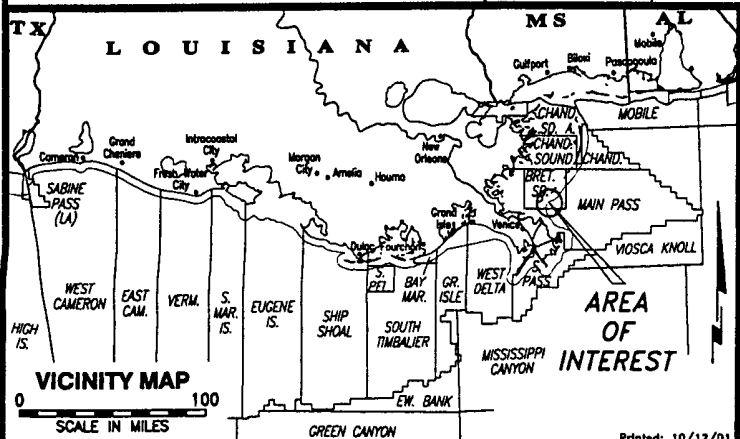 TX
LOUISIANA
MS
AL
Mobile
Gulfport
Biloxi
Pascagoula
MOBILE
CHAND.
SD. A.
CHAND.
SOUND
CHAND.
BRET.
SD.
MAIN PASS
VIOSCA KNOLL
New
Orleans
Cameron
Grand
Cheniere
Intracoastal
City
Fresh Water
City
Morgan
City
Amelia
Houma
Grand
Isle
Venice
Dulac
Fourchon
SABINE
PASS
(LA)
WEST
CAMERON
EAST
CAM.
VERM.
S.
MAR.
IS.
EUGENE
IS.
SHIP
SHOAL
S.
PEL.
BAY
MAR.
GR.
ISLE
WEST
DELTA
S.
PASS
SOUTH
TIMBALIER
HIGH
IS.
MISSISSIPPI
CANYON
AREA
OF
INTEREST
VICINITY MAP
0 100
SCALE IN MILES
EW. BANK
GREEN CANYON
Printed: 10/12/01